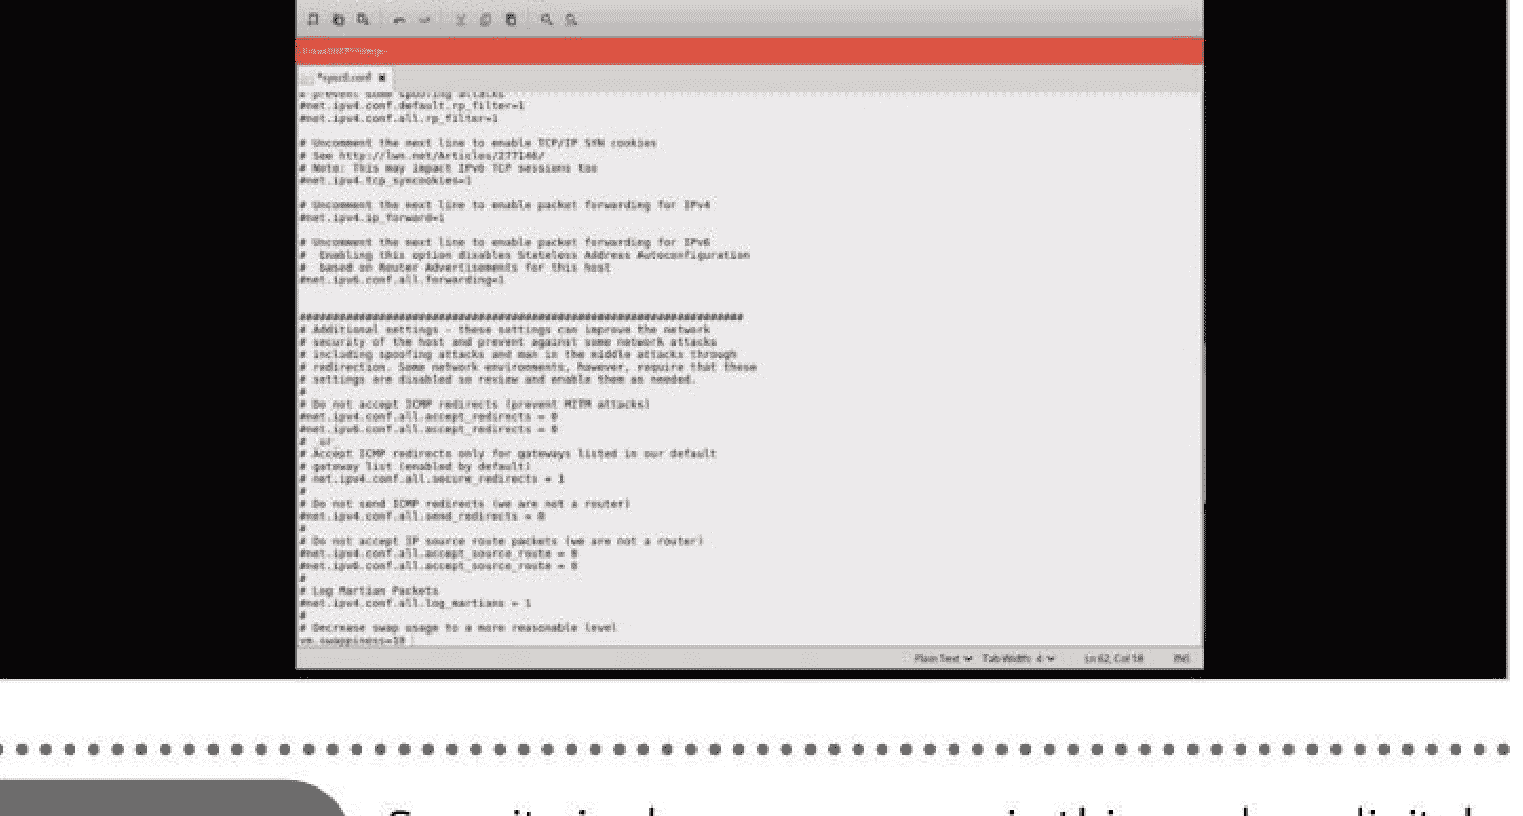 *sysctl.conf
# prevent some spoofing attacks
#net.ipv4.conf.default.rp_filter=1
#net.ipv4.conf.all.rp_filter=1
# Uncomment the next line to enable TCP/IP SYN cookies
# See http://lwn.net/Articles/277146/
# Note: This may impact IPv6 TCP sessions too
#net.ipv4.tcp_syncookies=1
# Uncomment the next line to enable packet forwarding for IPv4
#net.ipv4.ip_forward=1
# Uncomment the next line to enable packet forwarding for IPv6
#  Enabling this option disables Stateless Address Autoconfiguration
#  based on Router Advertisements for this host
#net.ipv6.conf.all.forwarding=1
###################################################################
# Additional settings - these settings can improve the network
# security of the host and prevent against some network attacks
# including spoofing attacks and man in the middle attacks through
# redirection. Some network environments, however, require that these
# settings are disabled so review and enable them as needed.
#
# Do not accept ICMP redirects (prevent MITM attacks)
#net.ipv4.conf.all.accept_redirects = 0
#net.ipv6.conf.all.accept_redirects = 0
# _or_
# Accept ICMP redirects only for gateways listed in our default
# gateway list (enabled by default)
# net.ipv4.conf.all.secure_redirects = 1
#
# Do not send ICMP redirects (we are not a router)
#net.ipv4.conf.all.send_redirects = 0
#
# Do not accept IP source route packets (we are not a router)
#net.ipv4.conf.all.accept_source_route = 0
#net.ipv6.conf.all.accept_source_route = 0
#
# Log Martian Packets
#net.ipv4.conf.all.log_martians = 1
#
# Decrease swap usage to a more reasonable level
vm.swappiness=10
Plain Text Tab Width: 4 Ln 62, Col 16 INS